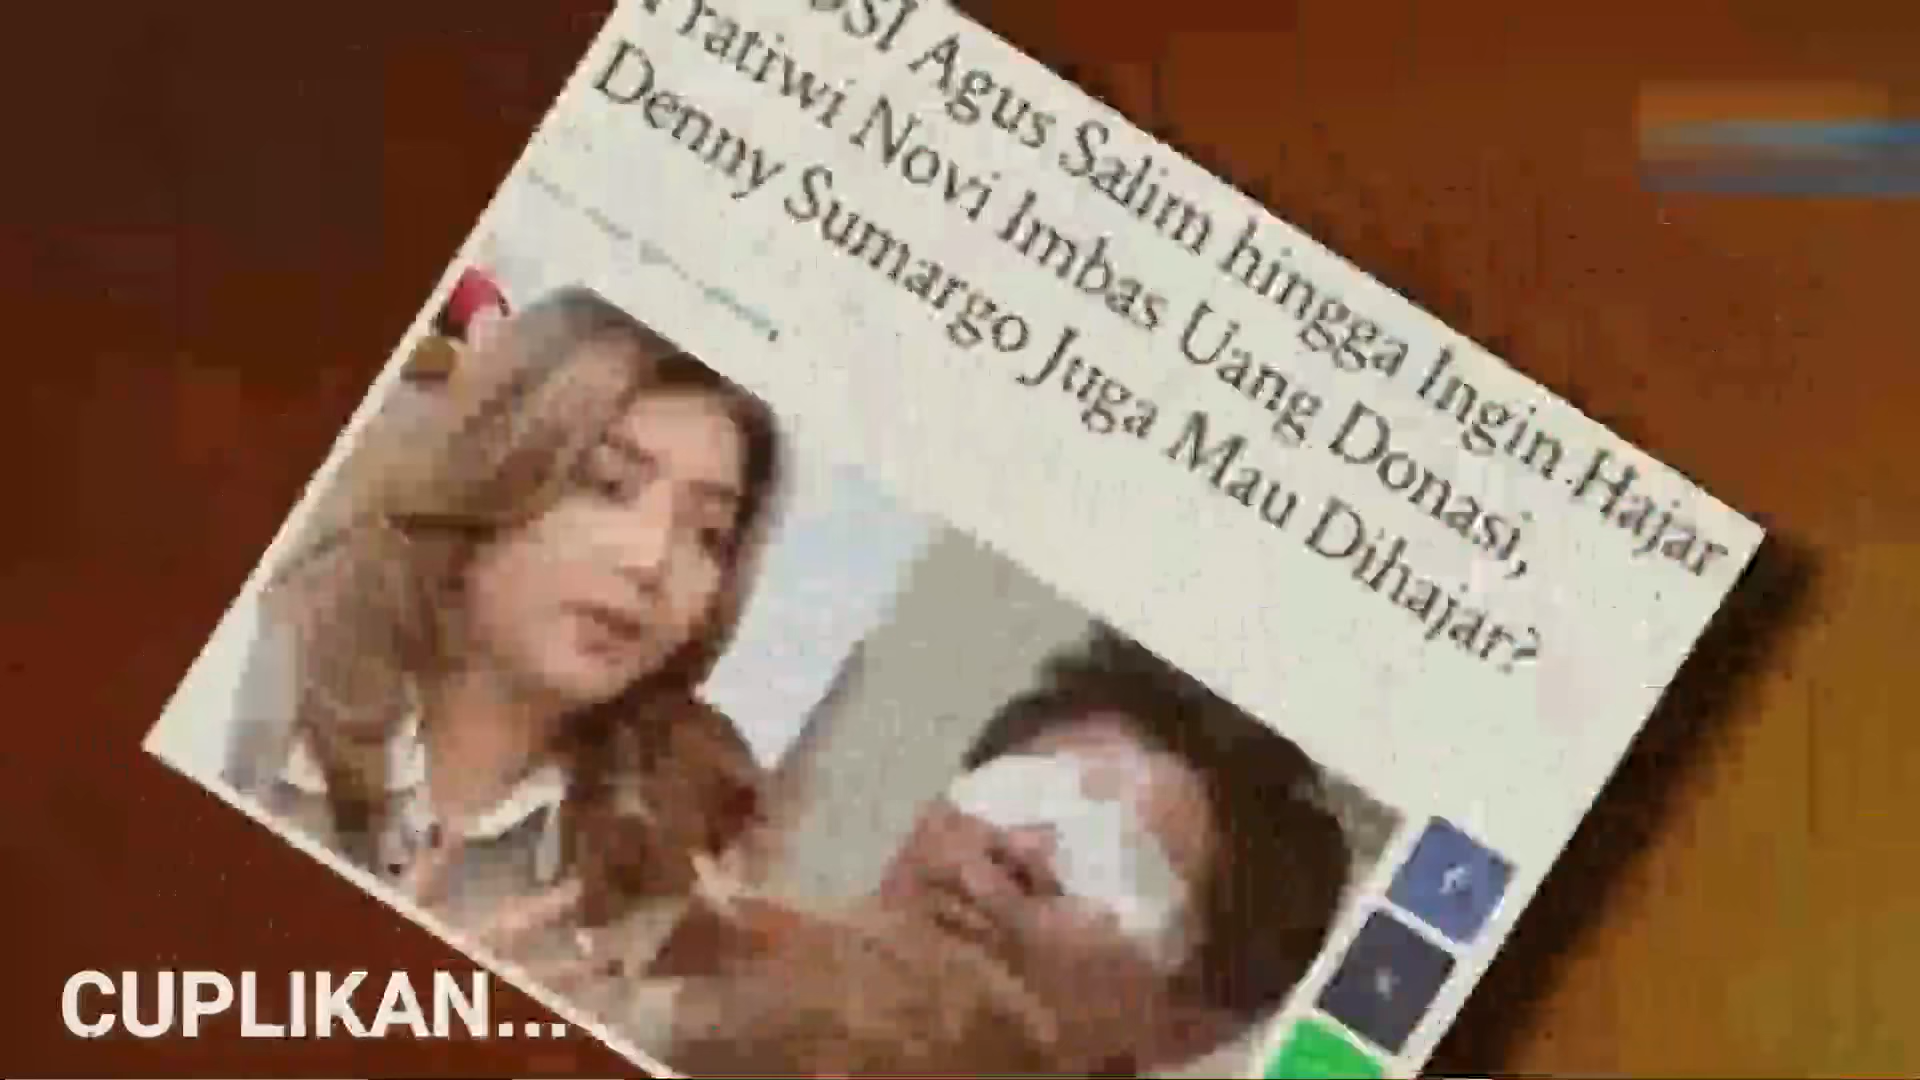 Agus Salim hingga Ingin Hajar
Pratiwi Novi Imbas Uang Donasi,
Denny Sumargo Juga Mau Dihajar?
CUPLIKAN...